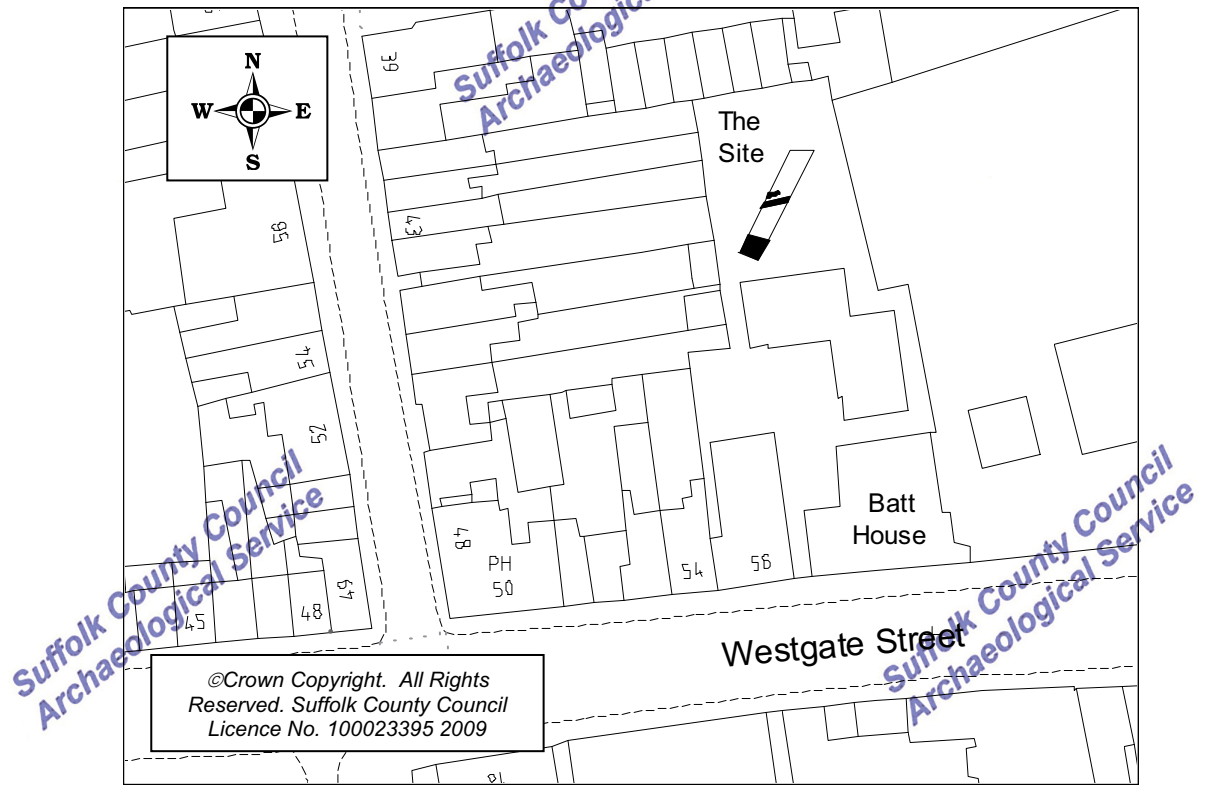 Suffolk County Council
Archaeological Service
39
N
W E
S
The
Site
43
56
54
52
Batt
House
48
PH
50
54
56
Suffolk County Council
Archaeological Service
49
48
45
Westgate Street
Suffolk County Council
Archaeological Service
©Crown Copyright. All Rights
Reserved. Suffolk County Council
Licence No. 100023395 2009